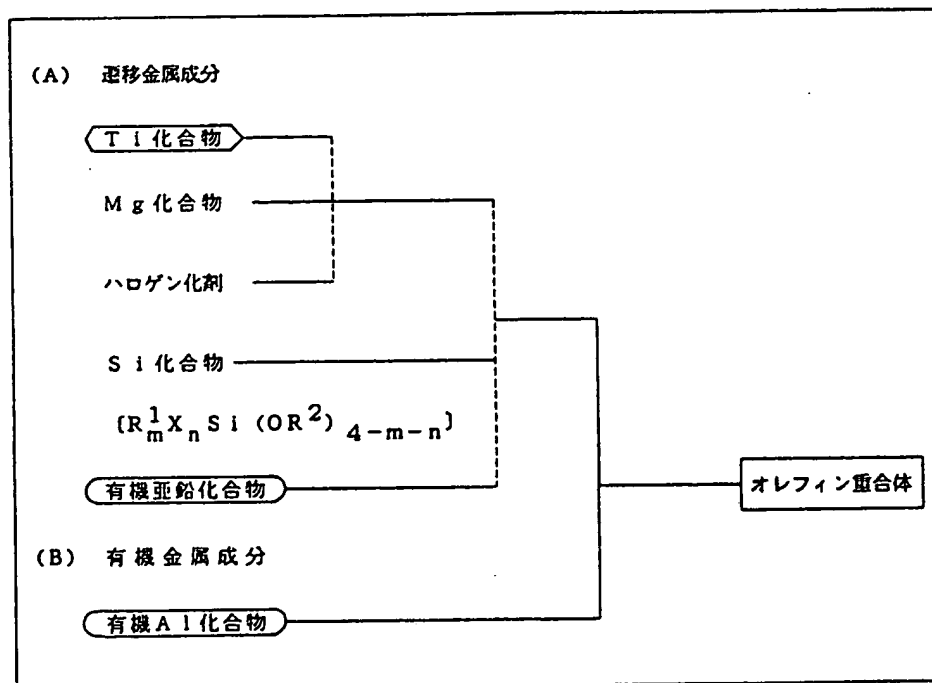 (A) 遷移金属成分
Ti化合物
Mg化合物
ハロゲン化剤
Si化合物
[R¹ₘXₙSi(OR²)₄₋ₘ₋ₙ]
有機亜鉛化合物
オレフィン重合体
(B) 有機金属成分
有機Al化合物